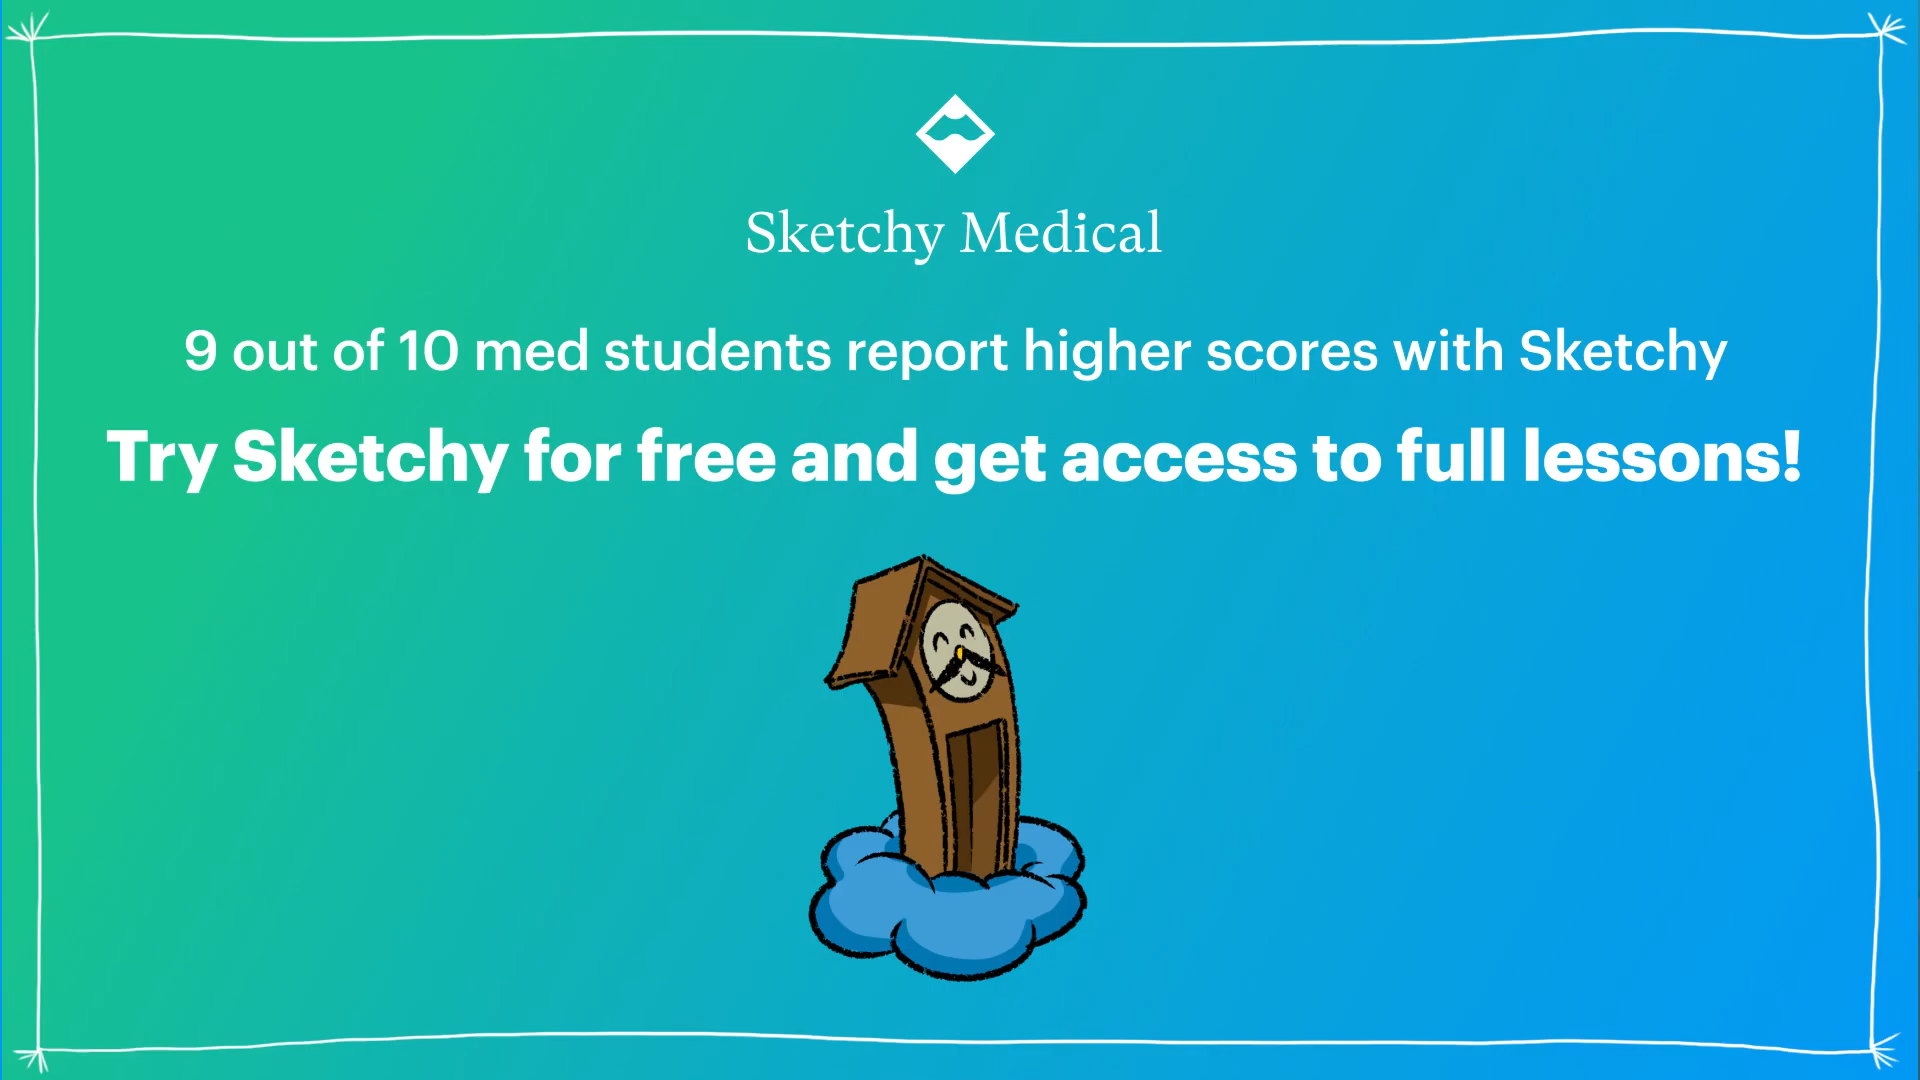 Sketchy Medical
9 out of 10 med students report higher scores with Sketchy
Try Sketchy for free and get access to full lessons!